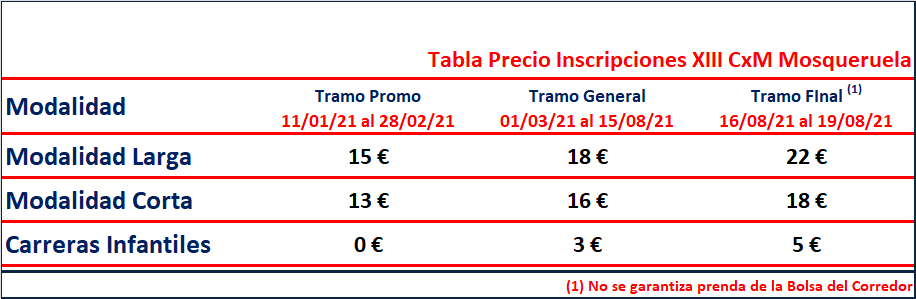 Tabla Precio Inscripciones XIII CxM Mosqueruela
Modalidad Tramo Promo Tramo General Tramo FInal (1)
11/01/21 al 28/02/21 01/03/21 al 15/08/21 16/08/21 al 19/08/21
Modalidad Larga 15 € 18 € 22 €
Modalidad Corta 13 € 16 € 18 €
Carreras Infantiles 0 € 3 € 5 €
(1) No se garantiza prenda de la Bolsa del Corredor